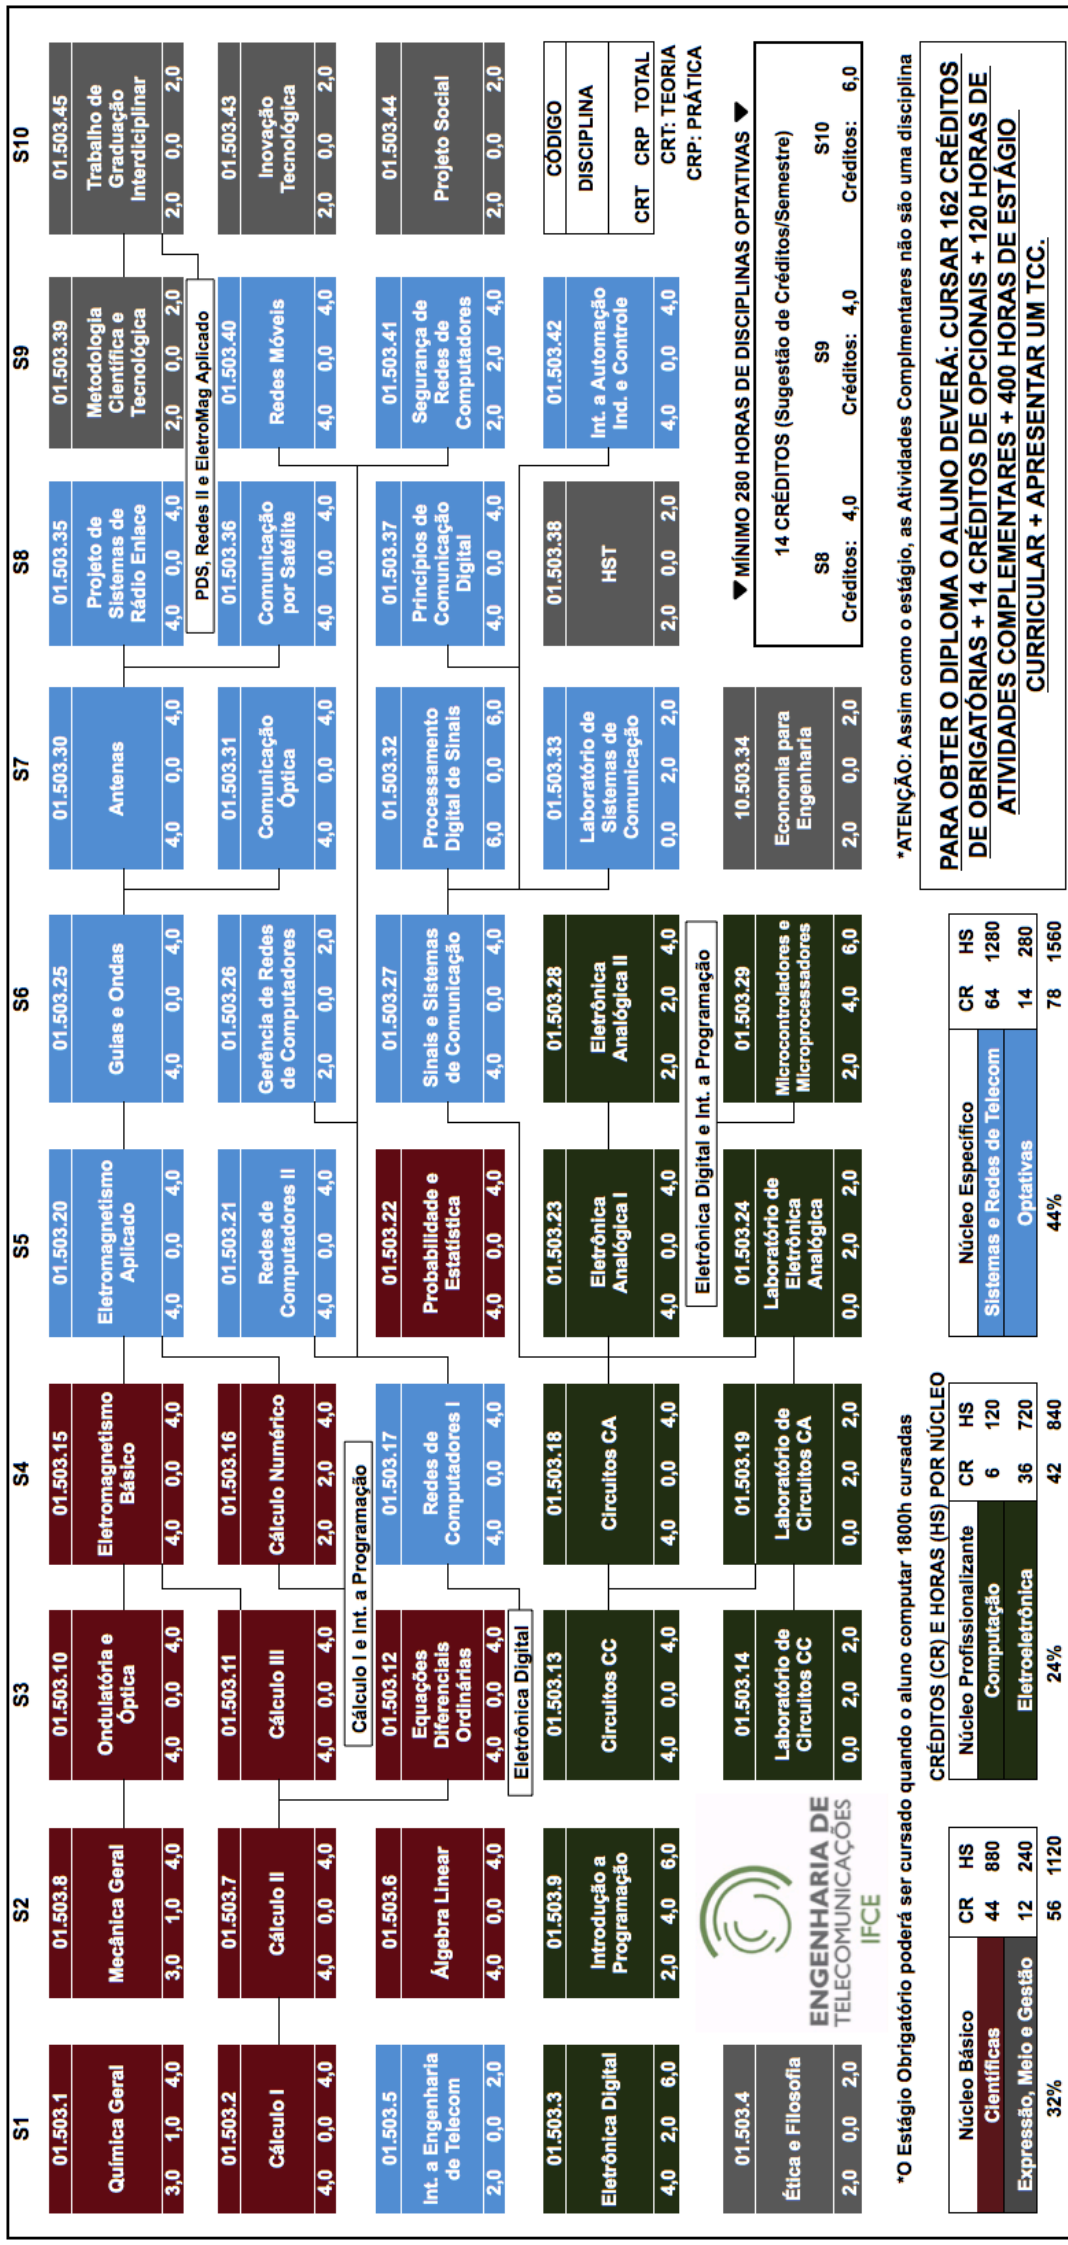 S1
S2
S3
S4
S5
S6
S7
S8
S9
S10
01.503.1
Química Geral
3,0 1,0 4,0
01.503.8
Mecânica Geral
3,0 1,0 4,0
01.503.10
Ondulatória e
Óptica
4,0 0,0 4,0
01.503.15
Eletromagnetismo
Básico
4,0 0,0 4,0
01.503.20
Eletromagnetismo
Aplicado
4,0 0,0 4,0
01.503.25
Guias e Ondas
4,0 0,0 4,0
01.503.30
Antenas
4,0 0,0 4,0
01.503.35
Projeto de
Sistemas de
Rádio Enlace
4,0 0,0 4,0
01.503.39
Metodologia
Científica e
Tecnológica
2,0 0,0 2,0
01.503.45
Trabalho de
Graduação
Interdiciplinar
2,0 0,0 2,0
PDS, Redes II e EletroMag Aplicado
01.503.2
Cálculo I
4,0 0,0 4,0
01.503.7
Cálculo II
4,0 0,0 4,0
01.503.11
Cálculo III
4,0 0,0 4,0
01.503.16
Cálculo Numérico
2,0 2,0 4,0
01.503.21
Redes de
Computadores II
4,0 0,0 4,0
01.503.26
Gerência de Redes
de Computadores
2,0 0,0 2,0
01.503.31
Comunicação
Óptica
4,0 0,0 4,0
01.503.36
Comunicação
por Satélite
4,0 0,0 4,0
01.503.40
Redes Móveis
4,0 0,0 4,0
01.503.43
Inovação
Tecnológica
2,0 0,0 2,0
Cálculo I e Int. a Programação
01.503.5
Int. a Engenharia
de Telecom
2,0 0,0 2,0
01.503.6
Álgebra Linear
4,0 0,0 4,0
01.503.12
Equações
Diferenciais
Ordinárias
4,0 0,0 4,0
01.503.17
Redes de
Computadores I
4,0 0,0 4,0
01.503.22
Probabilidade e
Estatística
4,0 0,0 4,0
01.503.27
Sinais e Sistemas
de Comunicação
4,0 0,0 4,0
01.503.32
Processamento
Digital de Sinais
6,0 0,0 6,0
01.503.37
Principios de
Comunicação
Digital
4,0 0,0 4,0
01.503.41
Segurança de
Redes de
Computadores
2,0 2,0 4,0
01.503.44
Projeto Social
2,0 0,0 2,0
Eletrônica Digital
01.503.3
Eletrônica Digital
4,0 2,0 6,0
01.503.9
Introdução a
Programação
2,0 4,0 6,0
01.503.13
Circuitos CC
4,0 0,0 4,0
01.503.18
Circuitos CA
4,0 0,0 4,0
01.503.23
Eletrônica
Analógica I
4,0 0,0 4,0
01.503.28
Eletrônica
Analógica II
2,0 2,0 4,0
01.503.33
Laboratório de
Sistemas de
Comunicação
0,0 2,0 2,0
01.503.38
HST
2,0 0,0 2,0
01.503.42
Int. a Automação
Ind. e Controle
4,0 0,0 4,0
CÓDIGO
DISCIPLINA
CRT CRP TOTAL
CRT: TEORIA
CRP: PRÁTICA
Eletrônica Digital e Int. a Programação
01.503.4
Ética e Filosofia
2,0 0,0 2,0
ENGENHARIA DE
TELECOMUNICAÇÕES
IFCE
01.503.14
Laboratório de
Circuitos CC
0,0 2,0 2,0
01.503.19
Laboratório de
Circuitos CA
0,0 2,0 2,0
01.503.24
Laboratório de
Eletrônica
Analógica
0,0 2,0 2,0
01.503.29
Microcontroladores e
Microprocessadores
2,0 4,0 6,0
10.503.34
Economia para
Engenharia
2,0 0,0 2,0
▼MÍNIMO 280 HORAS DE DISCIPLINAS OPTATIVAS ▼
14 CRÉDITOS (Sugestão de Créditos/Semestre)
S8 S9 S10
Créditos: 4,0 Créditos: 4,0 Créditos: 6,0
*O Estágio Obrigatório poderá ser cursado quando o aluno computar 1800h cursadas
*ATENÇÃO: Assim como o estágio, as Atividades Complmentares não são uma disciplina
CRÉDITOS (CR) E HORAS (HS) POR NÚCLEO
Núcleo Básico CR HS
Científicas 44 880
Expressão, Meio e Gestão 12 240
32% 56 1120
Núcleo Profissionalizante CR HS
Computação 6 120
Eletroeletrônica 36 720
24% 42 840
Núcleo Específico CR HS
Sistemas e Redes de Telecom 64 1280
Optativas 14 280
44% 78 1560
PARA OBTER O DIPLOMA O ALUNO DEVERÁ: CURSAR 162 CRÉDITOS
DE OBRIGATÓRIAS + 14 CRÉDITOS DE OPCIONAIS + 120 HORAS DE
ATIVIDADES COMPLEMENTARES + 400 HORAS DE ESTÁGIO
CURRICULAR + APRESENTAR UM TCC.